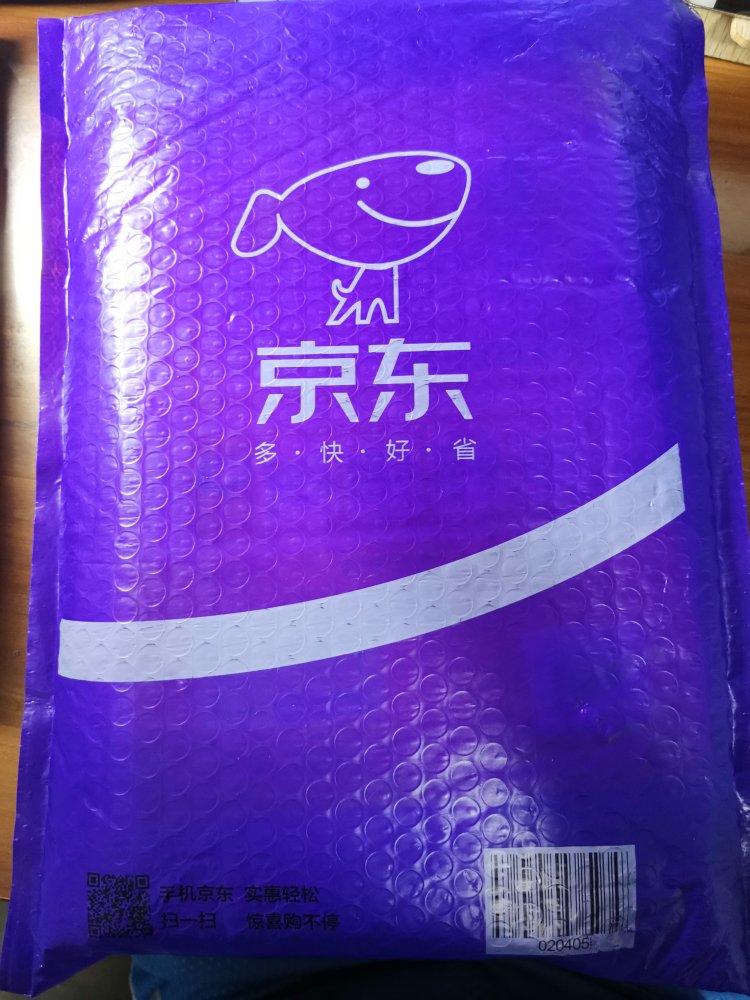 京东
多·快·好·省
手机京东 实惠轻松
扫一扫 惊喜购不停
020405